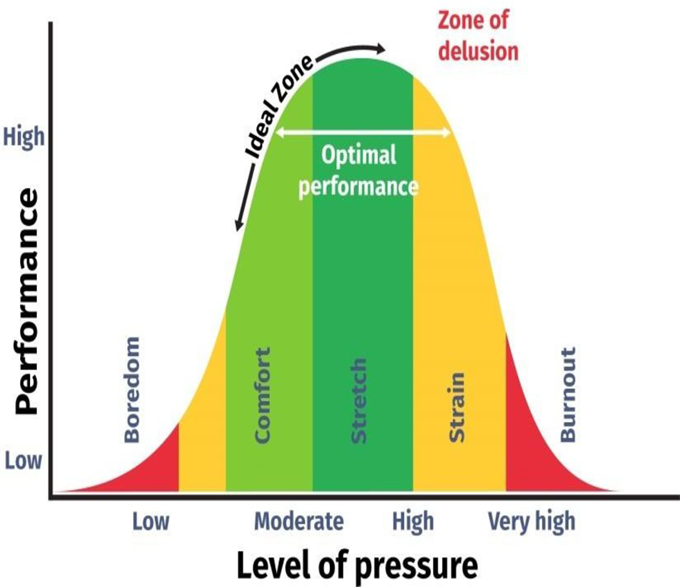 Zone of
delusion
Ideal Zone
High
Optimal
performance
Performance
Boredom
Comfort
Stretch
Strain
Burnout
Low
Low
Moderate
High
Very high
Level of pressure